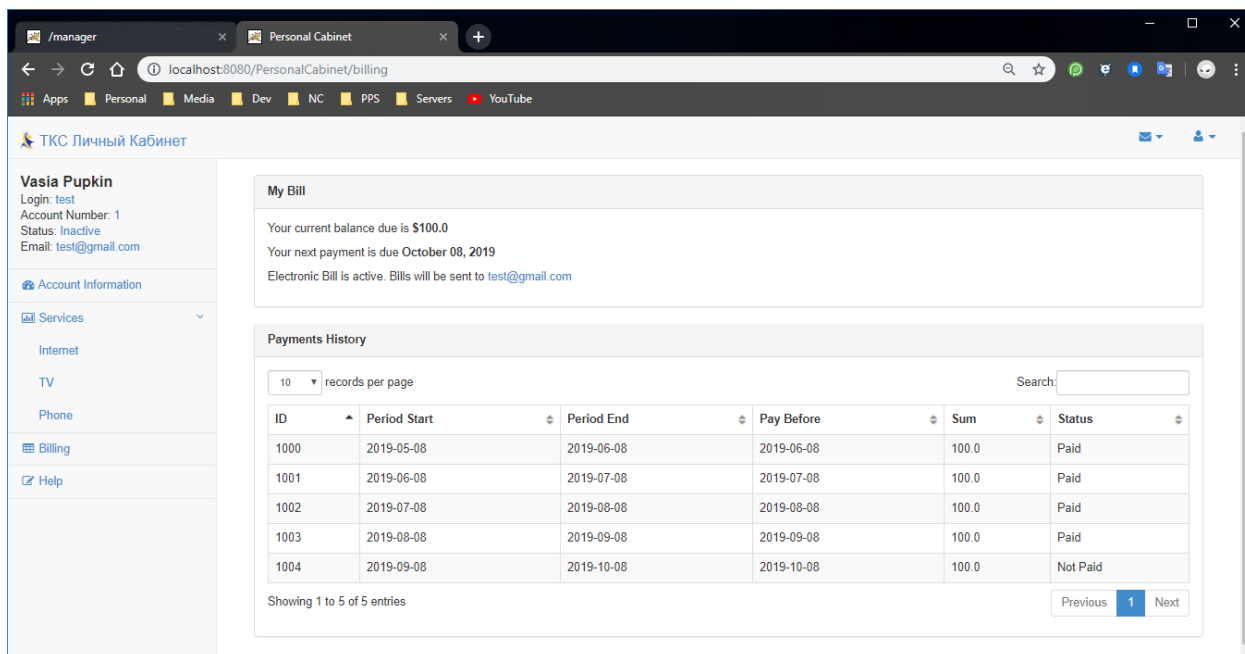 /manager
Personal Cabinet
localhost:8080/PersonalCabinet/billing
Apps Personal Media Dev NC PPS Servers YouTube
ТКС Личный Кабинет
Vasia Pupkin
Login: test
Account Number: 1
Status: Inactive
Email: test@gmail.com
Account Information
Services
Internet
TV
Phone
Billing
Help
My Bill
Your current balance due is $100.0
Your next payment is due October 08, 2019
Electronic Bill is active. Bills will be sent to test@gmail.com
Payments History
10 records per page Search:
ID Period Start Period End Pay Before Sum Status
1000 2019-05-08 2019-06-08 2019-06-08 100.0 Paid
1001 2019-06-08 2019-07-08 2019-07-08 100.0 Paid
1002 2019-07-08 2019-08-08 2019-08-08 100.0 Paid
1003 2019-08-08 2019-09-08 2019-09-08 100.0 Paid
1004 2019-09-08 2019-10-08 2019-10-08 100.0 Not Paid
Showing 1 to 5 of 5 entries Previous 1 Next